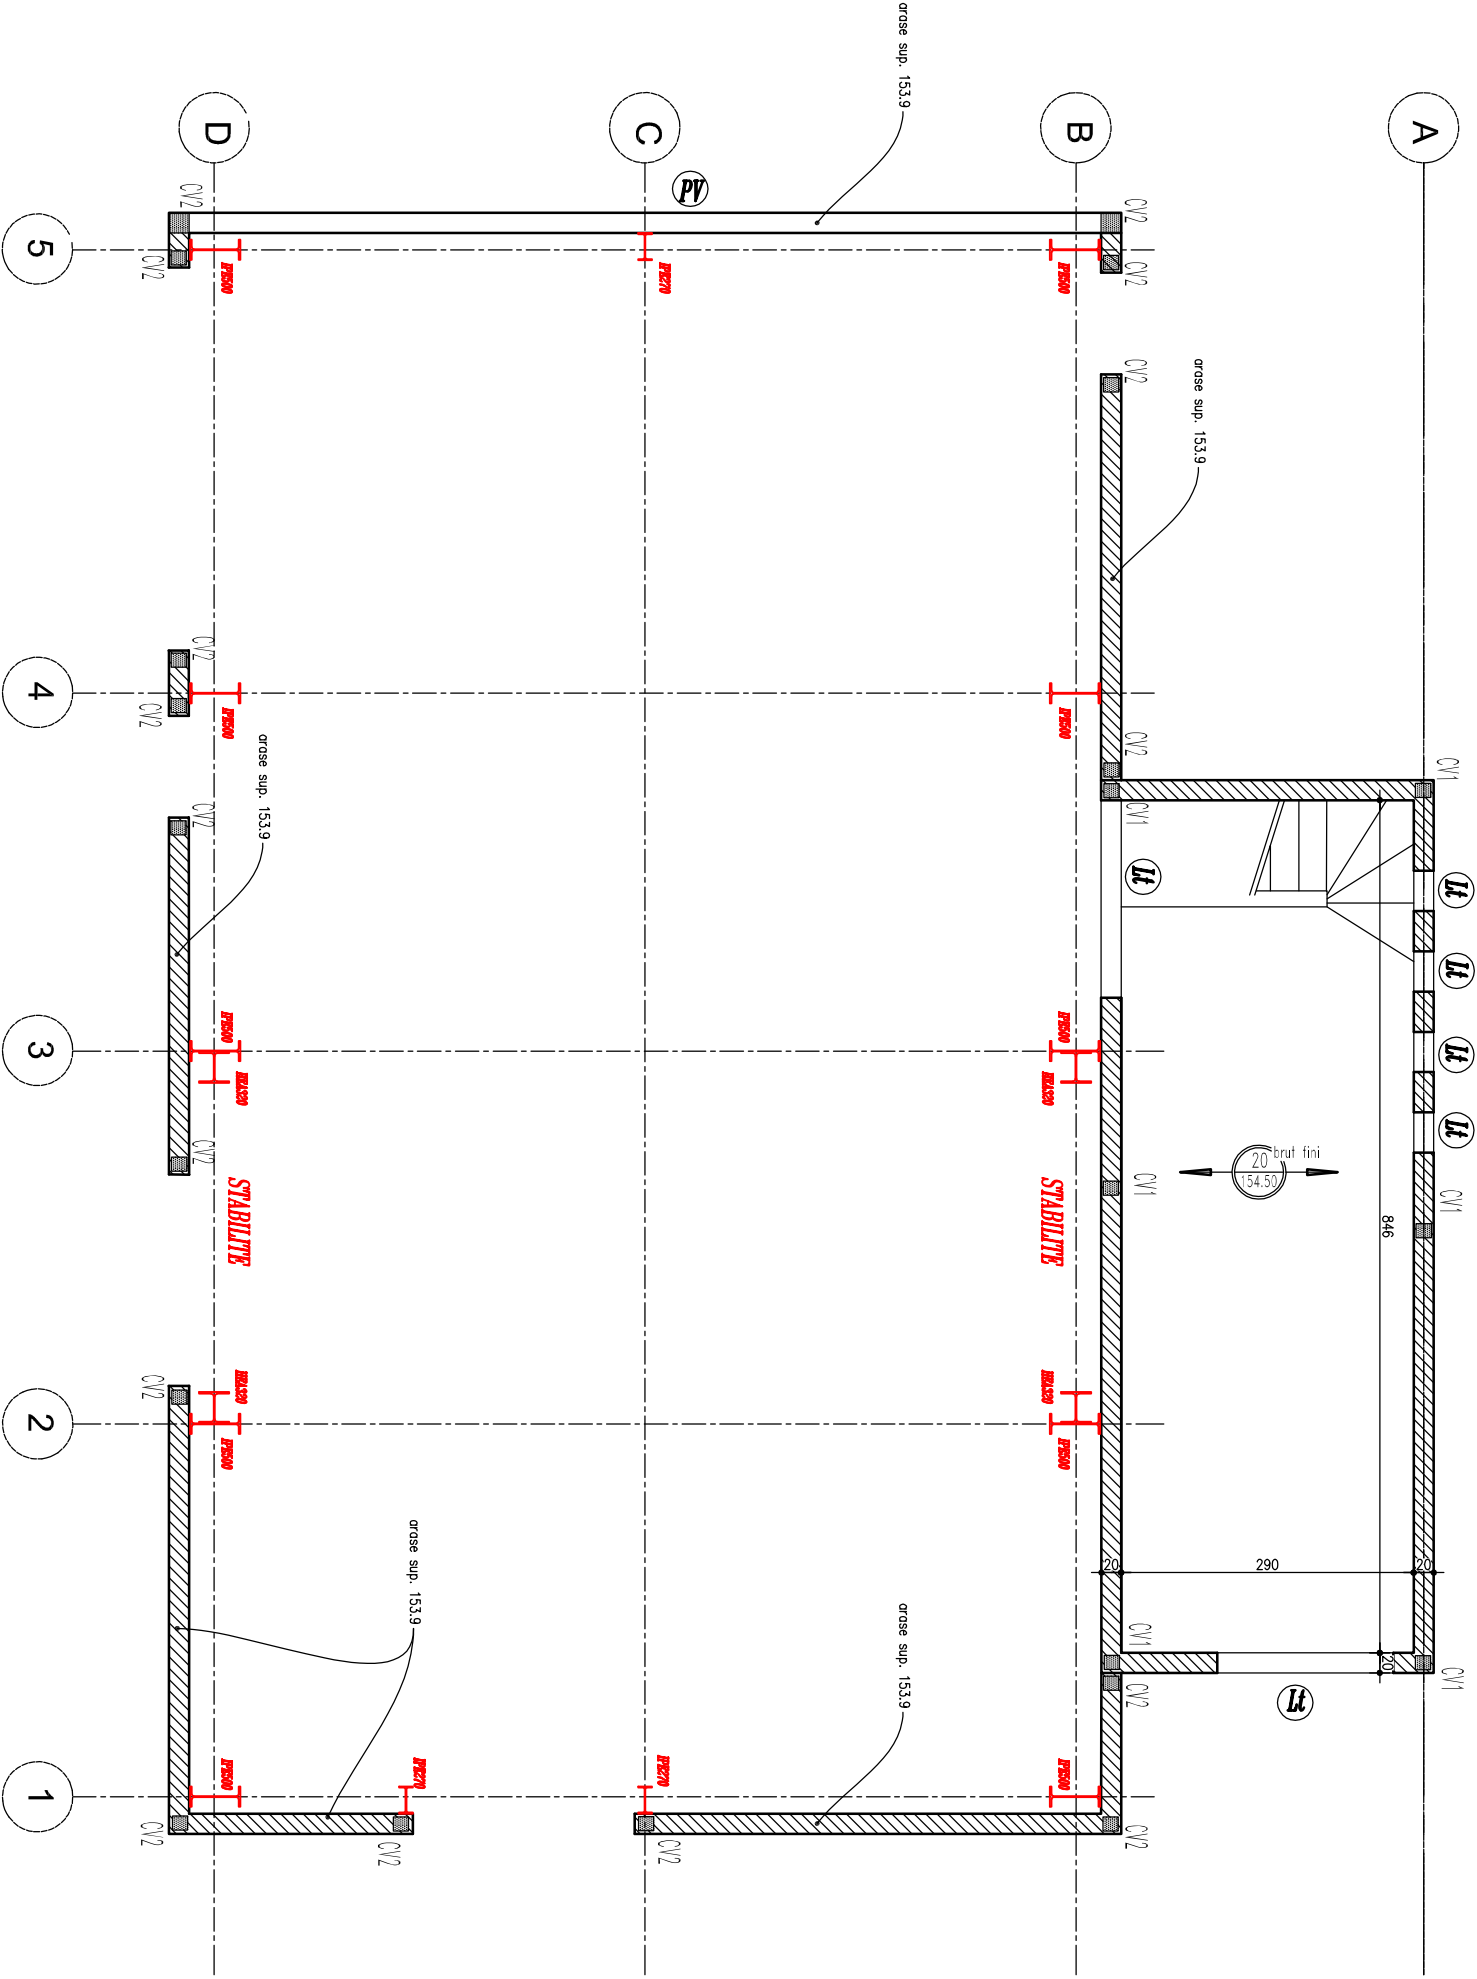 arase sup. 153.9
D
C
B
A
PV
CV2
CV2
5
CV2
IPE500
IPE270
IPE500
CV2
CV2
arase sup. 153.9
4
CV2
CV2
IPE500
IPE500
CV2
CV1
arase sup. 153.9
CV2
CV1
Lt
Lt
Lt
3
IPE500
HEA320
IPE500
HEA320
Lt
Lt
CV2
STABILITE
STABILITE
CV1
20
brut fini
154.50
CV1
846
2
CV2
HEA320
IPE500
HEA320
IPE500
arase sup. 153.9
20
290
20
arase sup. 153.9
CV1
20
CV1
CV2
Lt
1
IPE500
IPE270
IPE270
IPE500
CV2
CV2
CV2
CV2